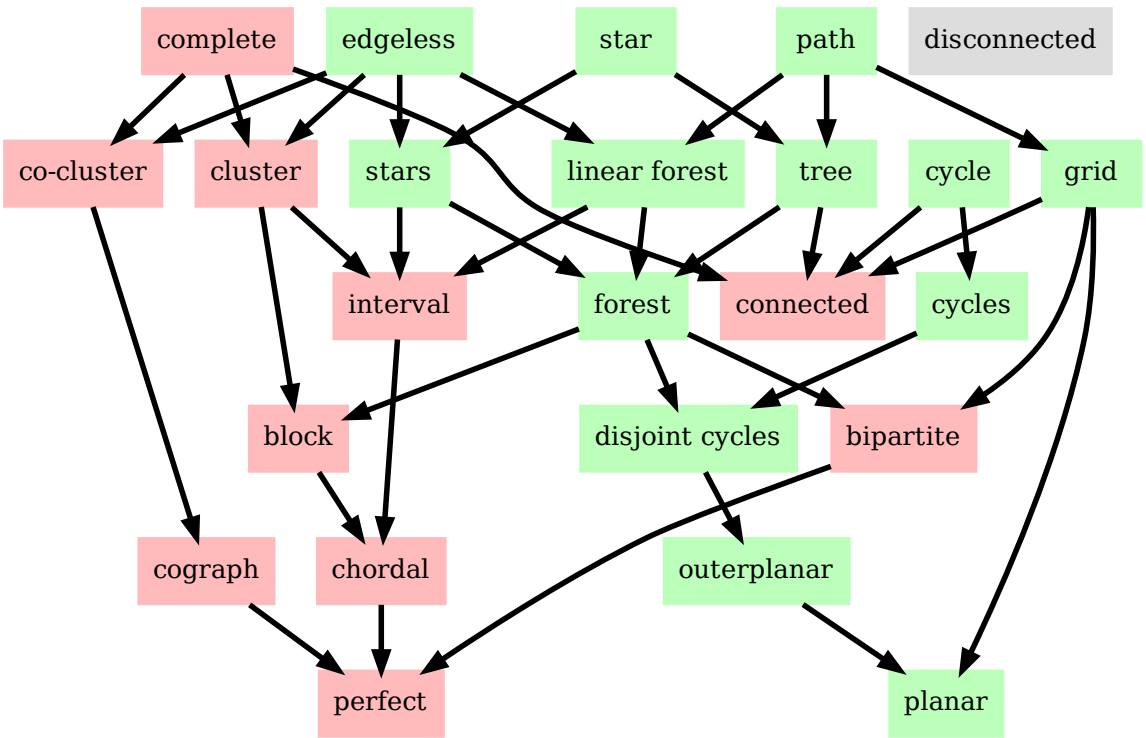 complete
edgeless
star
path
disconnected
co-cluster
cluster
stars
linear forest
tree
cycle
grid
interval
forest
connected
cycles
block
disjoint cycles
bipartite
cograph
chordal
outerplanar
perfect
planar